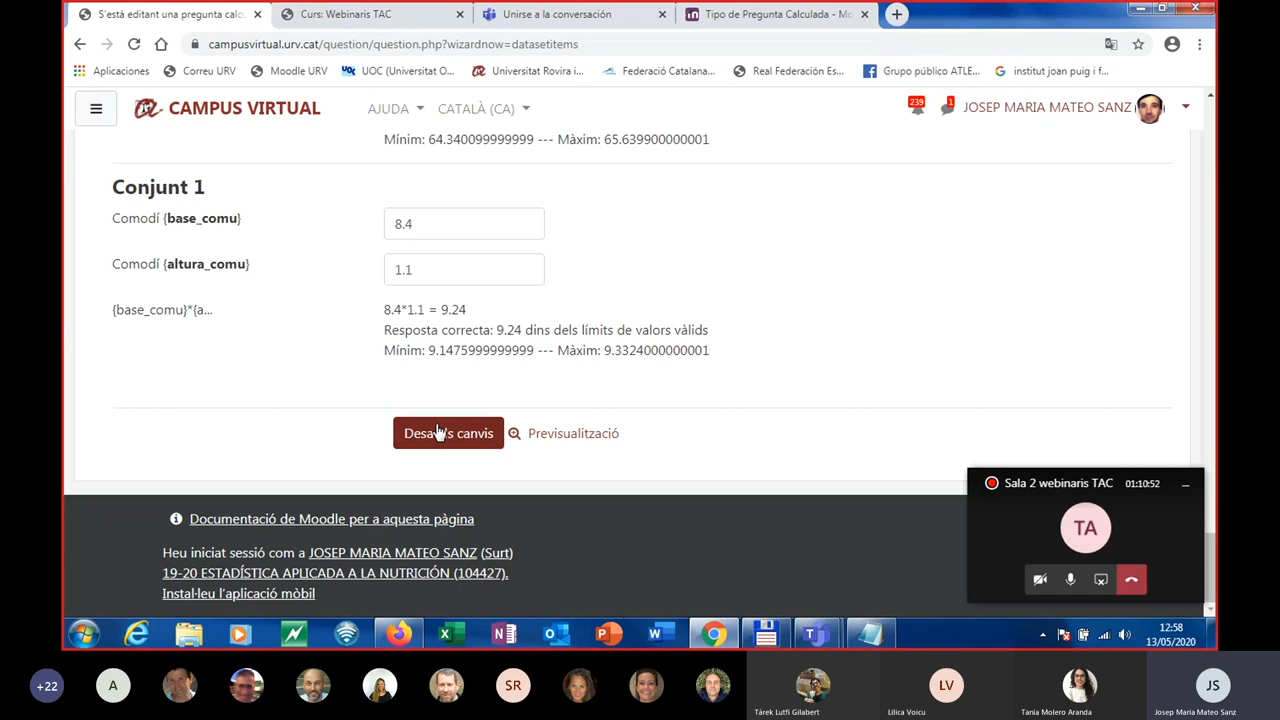 S'està editant una pregunta calcu
Curs: Webinaris TAC
Unirse a la conversación
Tipo de Pregunta Calculada - Mo
campusvirtual.urv.cat/question/question.php?wizardnow=datasetitems
Aplicaciones
Correu URV
Moodle URV
UOC (Universitat O...
Universitat Rovira i...
Federació Catalana...
Real Federación Es...
Grupo público ATLE...
institut joan puig i f...
CAMPUS VIRTUAL
AJUDA
CATALÀ (CA)
239
1
JOSEP MARIA MATEO SANZ
Mínim: 64.340099999999 --- Màxim: 65.639900000001
Conjunt 1
Comodí {base_comu}
8.4
Comodí {altura_comu}
1.1
{base_comu}*{a...
8.4*1.1 = 9.24
Resposta correcta: 9.24 dins dels límits de valors vàlids
Mínim: 9.1475999999999 --- Màxim: 9.3324000000001
canvis
Previsualització
Sala 2 webinaris TAC
01:10:52
TA
Documentació de Moodle per a aquesta pàgina
Heu iniciat sessió com a JOSEP MARIA MATEO SANZ (Surt)
19-20 ESTADÍSTICA APLICADA A LA NUTRICIÓN (104427).
Instal·leu l'aplicació mòbil
12:58
13/05/2020
+22
A
SR
LV
JS
Tàrek Lutfi Gilabert
Lilica Voicu
Tania Molero Aranda
Josep Maria Mateo Sanz